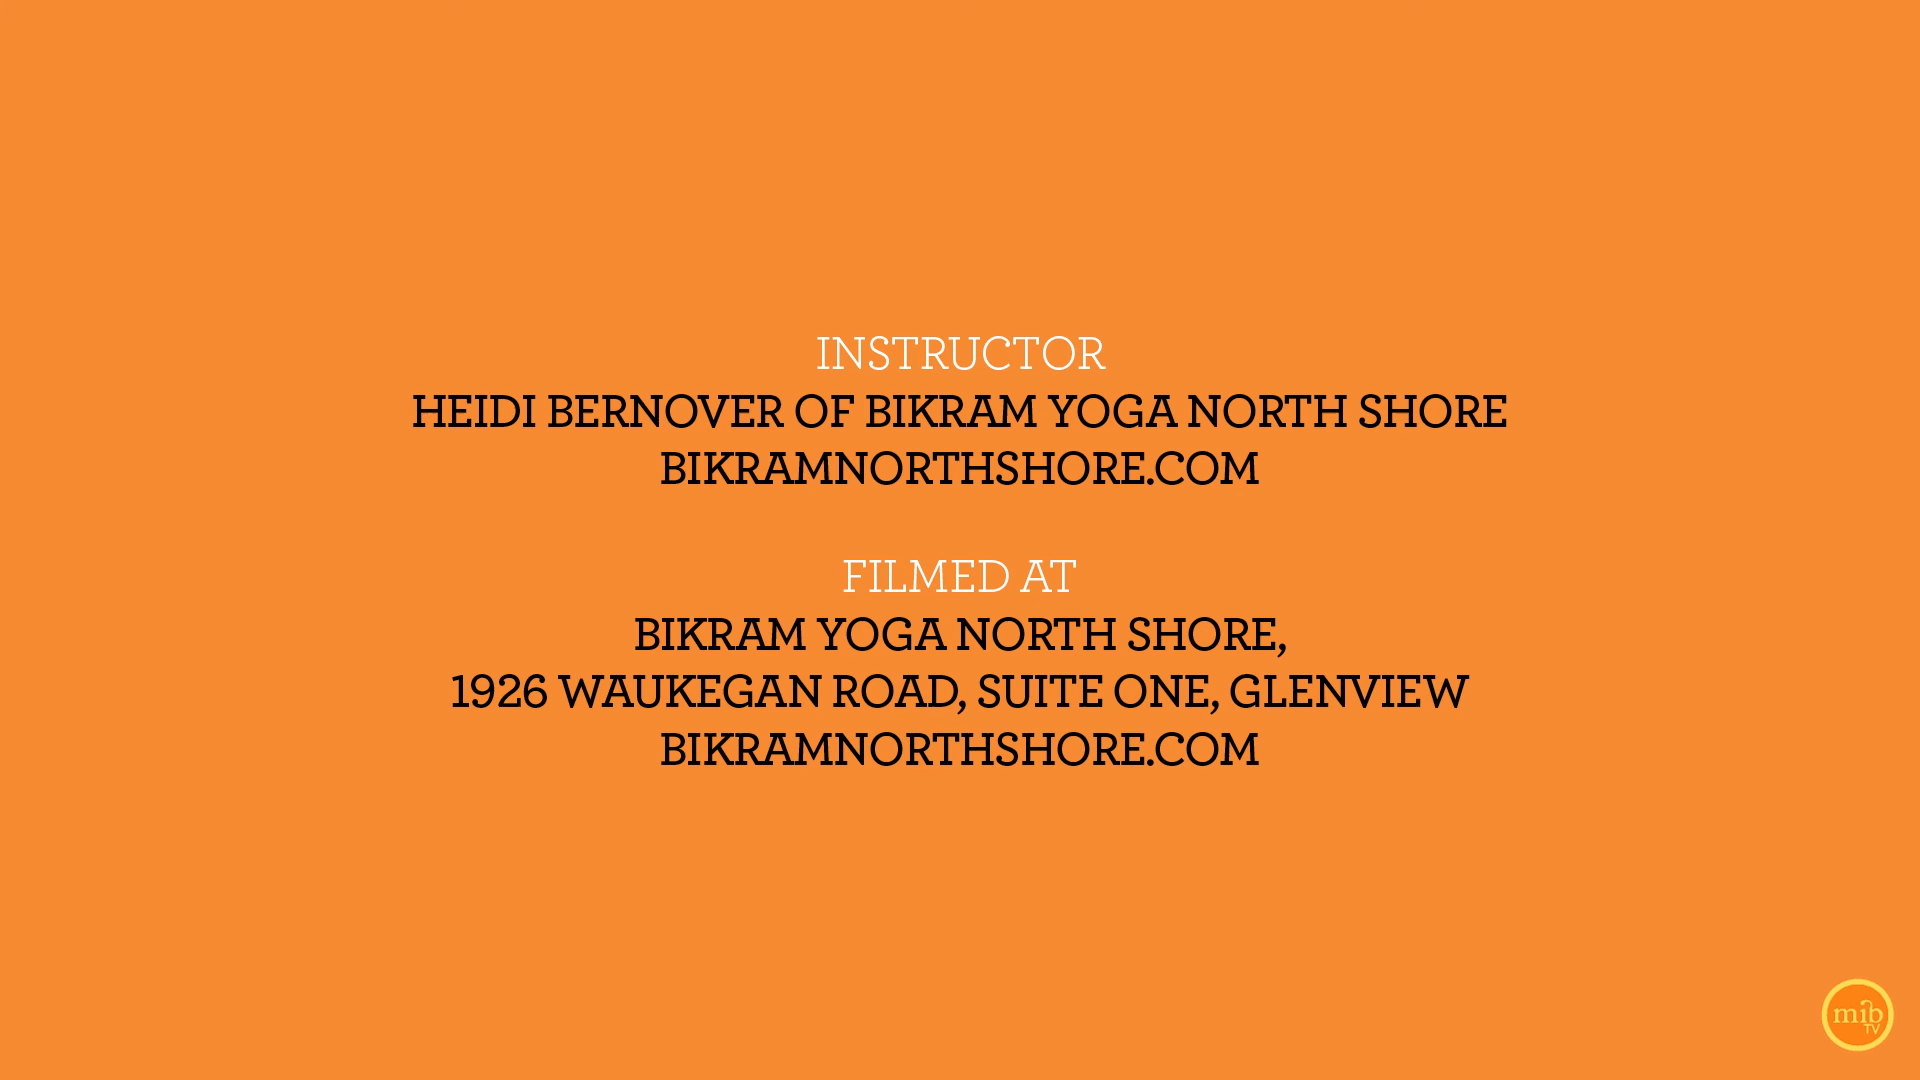 INSTRUCTOR
HEIDI BERNOVER OF BIKRAM YOGA NORTH SHORE
BIKRAMNORTHSHORE.COM
FILMED AT
BIKRAM YOGA NORTH SHORE,
1926 WAUKEGAN ROAD, SUITE ONE, GLENVIEW
BIKRAMNORTHSHORE.COM
mib
TV